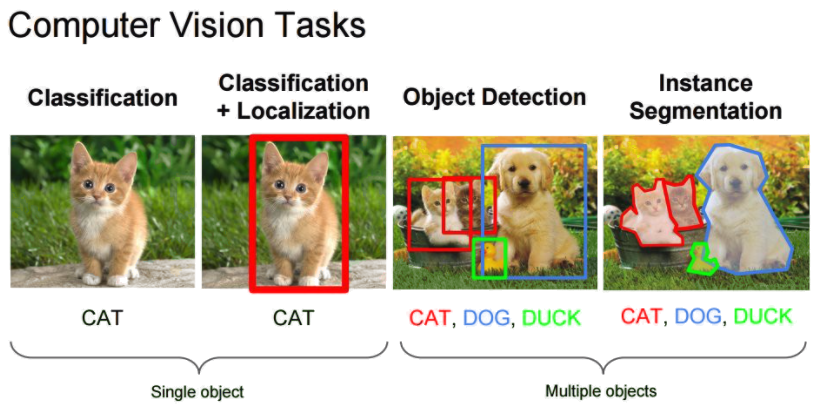 Computer Vision Tasks
Classification
Classification
+ Localization
Object Detection
Instance
Segmentation
CAT
CAT
CAT, DOG, DUCK
CAT, DOG, DUCK
Single object
Multiple objects